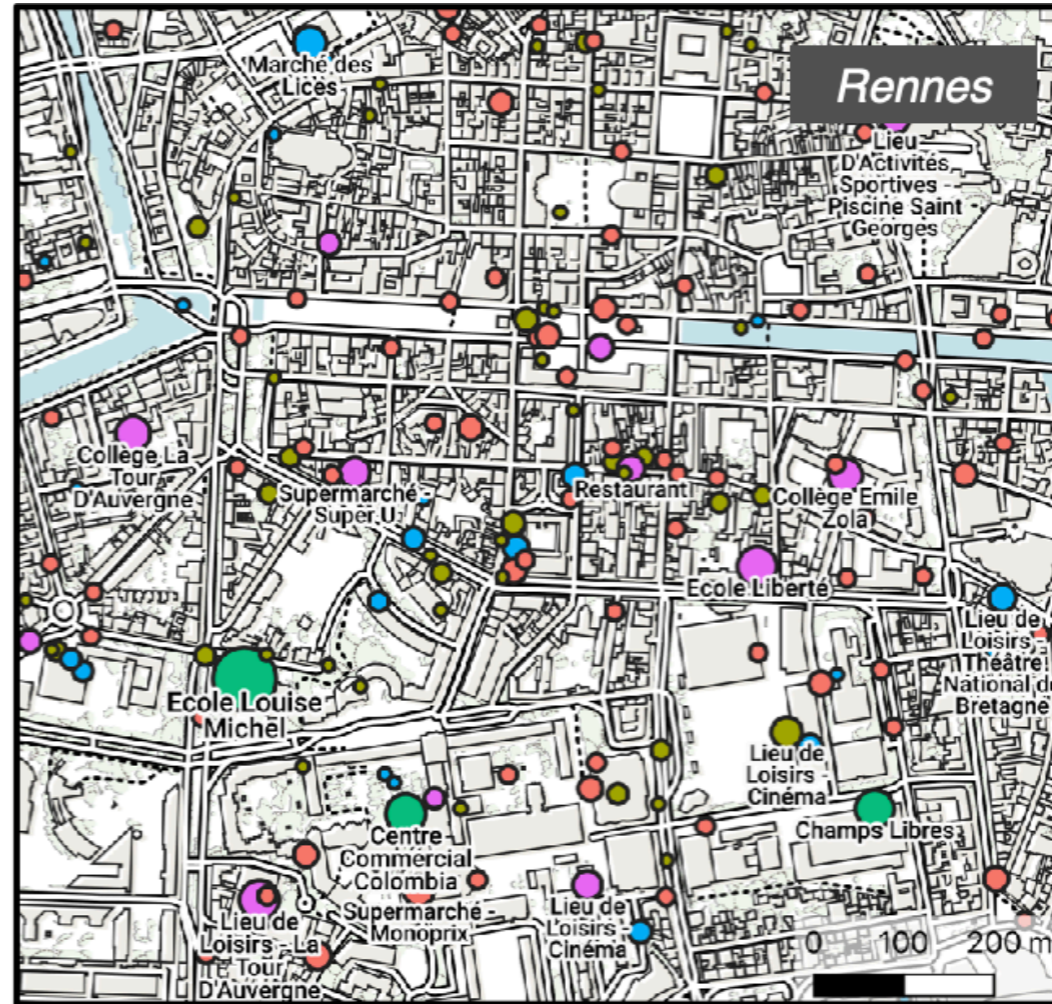 Marché des
Lices
Rennes
Lieu
D'Activités
Sportives -
Piscine Saint
Georges
Collège La
Tour
D'Auvergne
Supermarché -
Super U
Restaurant
Collège Emile
Zola
Ecole Liberté
Lieu de
Loisirs -
Théâtre
National de
Bretagne
Ecole Louise
Michel
Lieu de
Loisirs -
Cinéma
Champs Libres
Centre
Commercial
Colombia
Supermarché -
Monoprix
Lieu de
Loisirs -
Cinéma
Lieu de
Loisirs - La
Tour
D'Auvergne
0 100 200 m